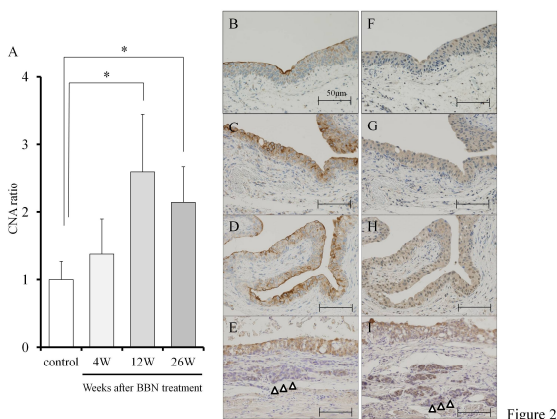 A
*
*
CNA ratio
4
3
2
1
0
control
4W
12W
26W
Weeks after BBN treatment
B
50μm
F
C
G
D
H
E
I
Figure 2